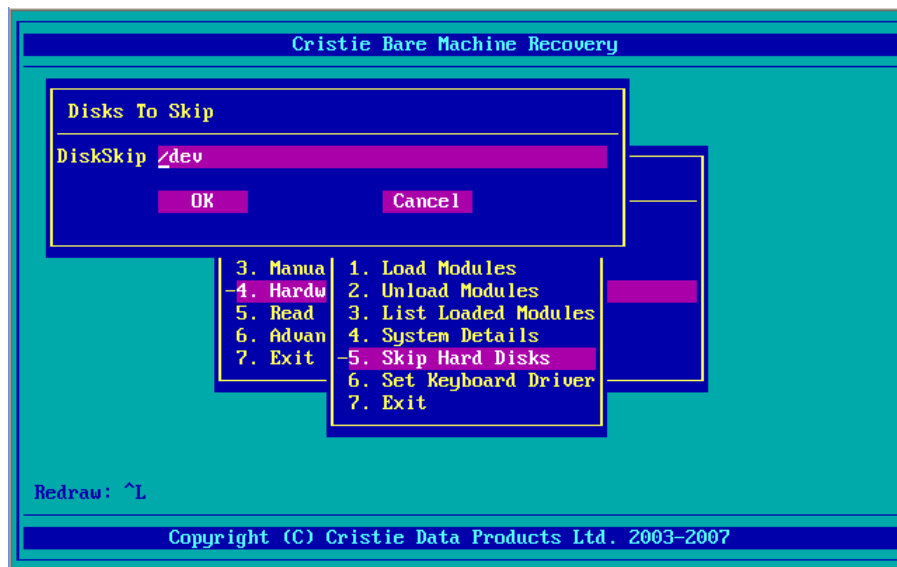 Cristie Bare Machine Recovery
Disks To Skip
DiskSkip /dev
OK Cancel
3. Manua
4. Hardw
5. Read
6. Advan
7. Exit
1. Load Modules
2. Unload Modules
3. List Loaded Modules
4. System Details
5. Skip Hard Disks
6. Set Keyboard Driver
7. Exit
Redraw: ^L
Copyright (C) Cristie Data Products Ltd. 2003-2007